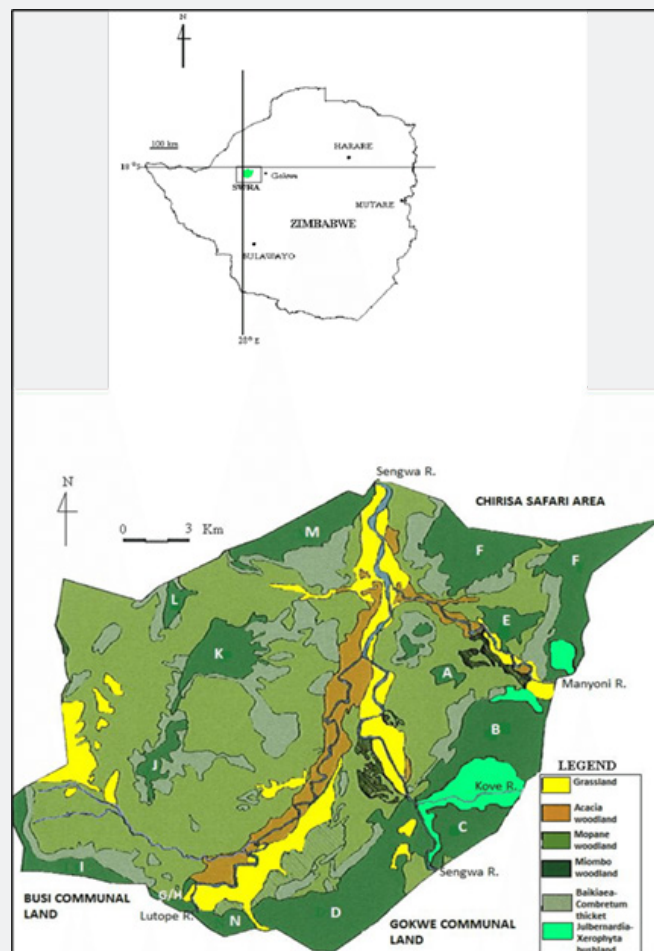 N
100 km
18°S
HARARE
Gokwe
SWRA
MUTARE
ZIMBABWE
BULAWAYO
28° E
Sengwa R.
N
CHIRISA SAFARI AREA
0 3 Km
M
F
F
L
E
K
A
Manyoni R.
B
J
LEGEND
Grassland
Kove R.
Acacia
woodland
C
Mopane
woodland
I
Sengwa R.
Miombo
woodland
G/H
BUSI COMMUNAL
LAND
Lutope R.
D
N
GOKWE COMMUNAL
LAND
Baikiaea-
Combretum
thicket
Julbernardia-
Xerophyta
bushland